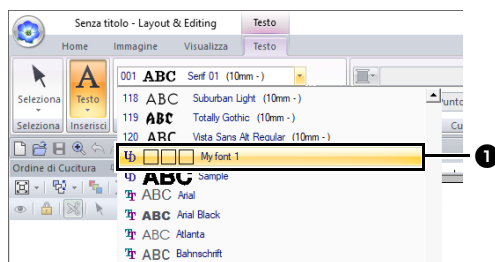 Senza titolo - Layout & Editing Testo
Home Immagine Visualizza Testo
001 ABC Serif 01 (10mm - )
Seleziona Testo
118 ABC Suburban Light (10mm - )
119 ABC Totally Gothic (10mm - )
Seleziona Inserisci
120 ABC Vista Sans Alt Regular (10mm - )
My font 1
1
Ordine di Cucitura
ABC Sample
ABC Arial
ABC Arial Black
ABC Atlanta
ABC Bahnschrift